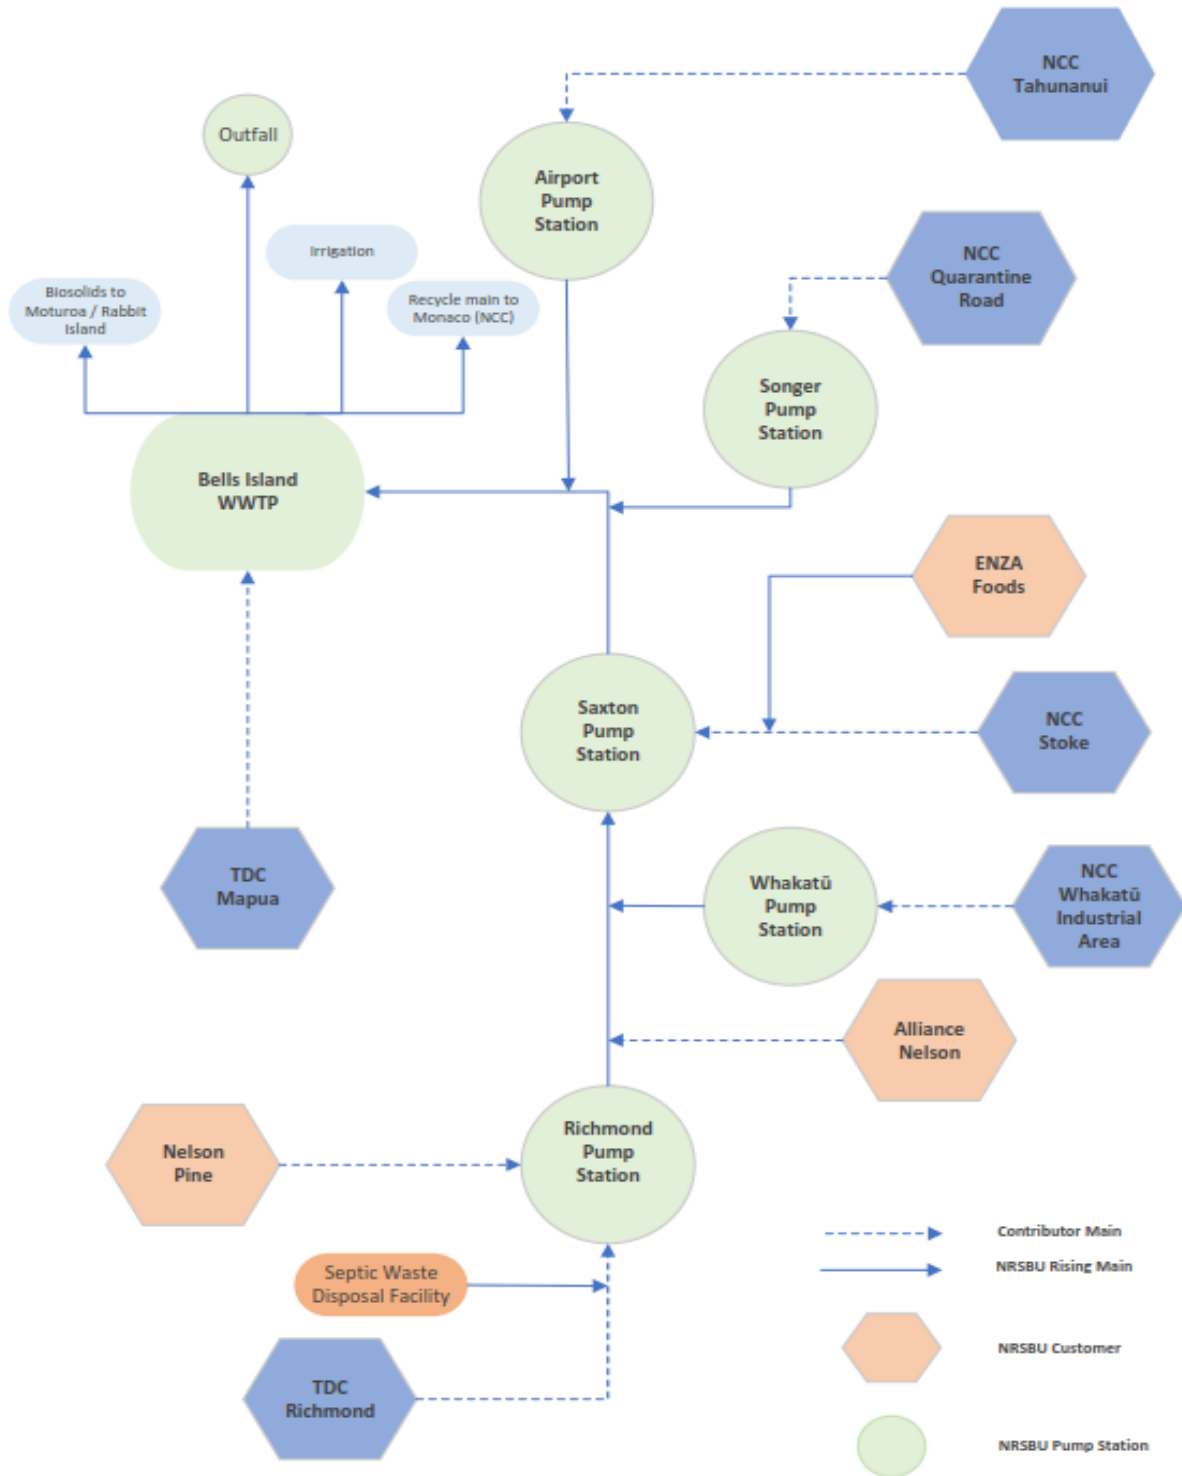 NCC
Tahunanui
Outfall
Airport
Pump
Station
Irrigation
NCC
Quarantine
Road
Biosolids to
Moturoa / Rabbit
Island
Recycle main to
Monaco (NCC)
Songer
Pump
Station
Bells Island
WWTP
ENZA
Foods
Saxton
Pump
Station
NCC
Stoke
TDC
Mapua
Whakatū
Pump
Station
NCC
Whakatū
Industrial
Area
Alliance
Nelson
Richmond
Pump
Station
Nelson
Pine
Septic Waste
Disposal Facility
TDC
Richmond
Contributor Main
NRSBU Rising Main
NRSBU Customer
NRSBU Pump Station